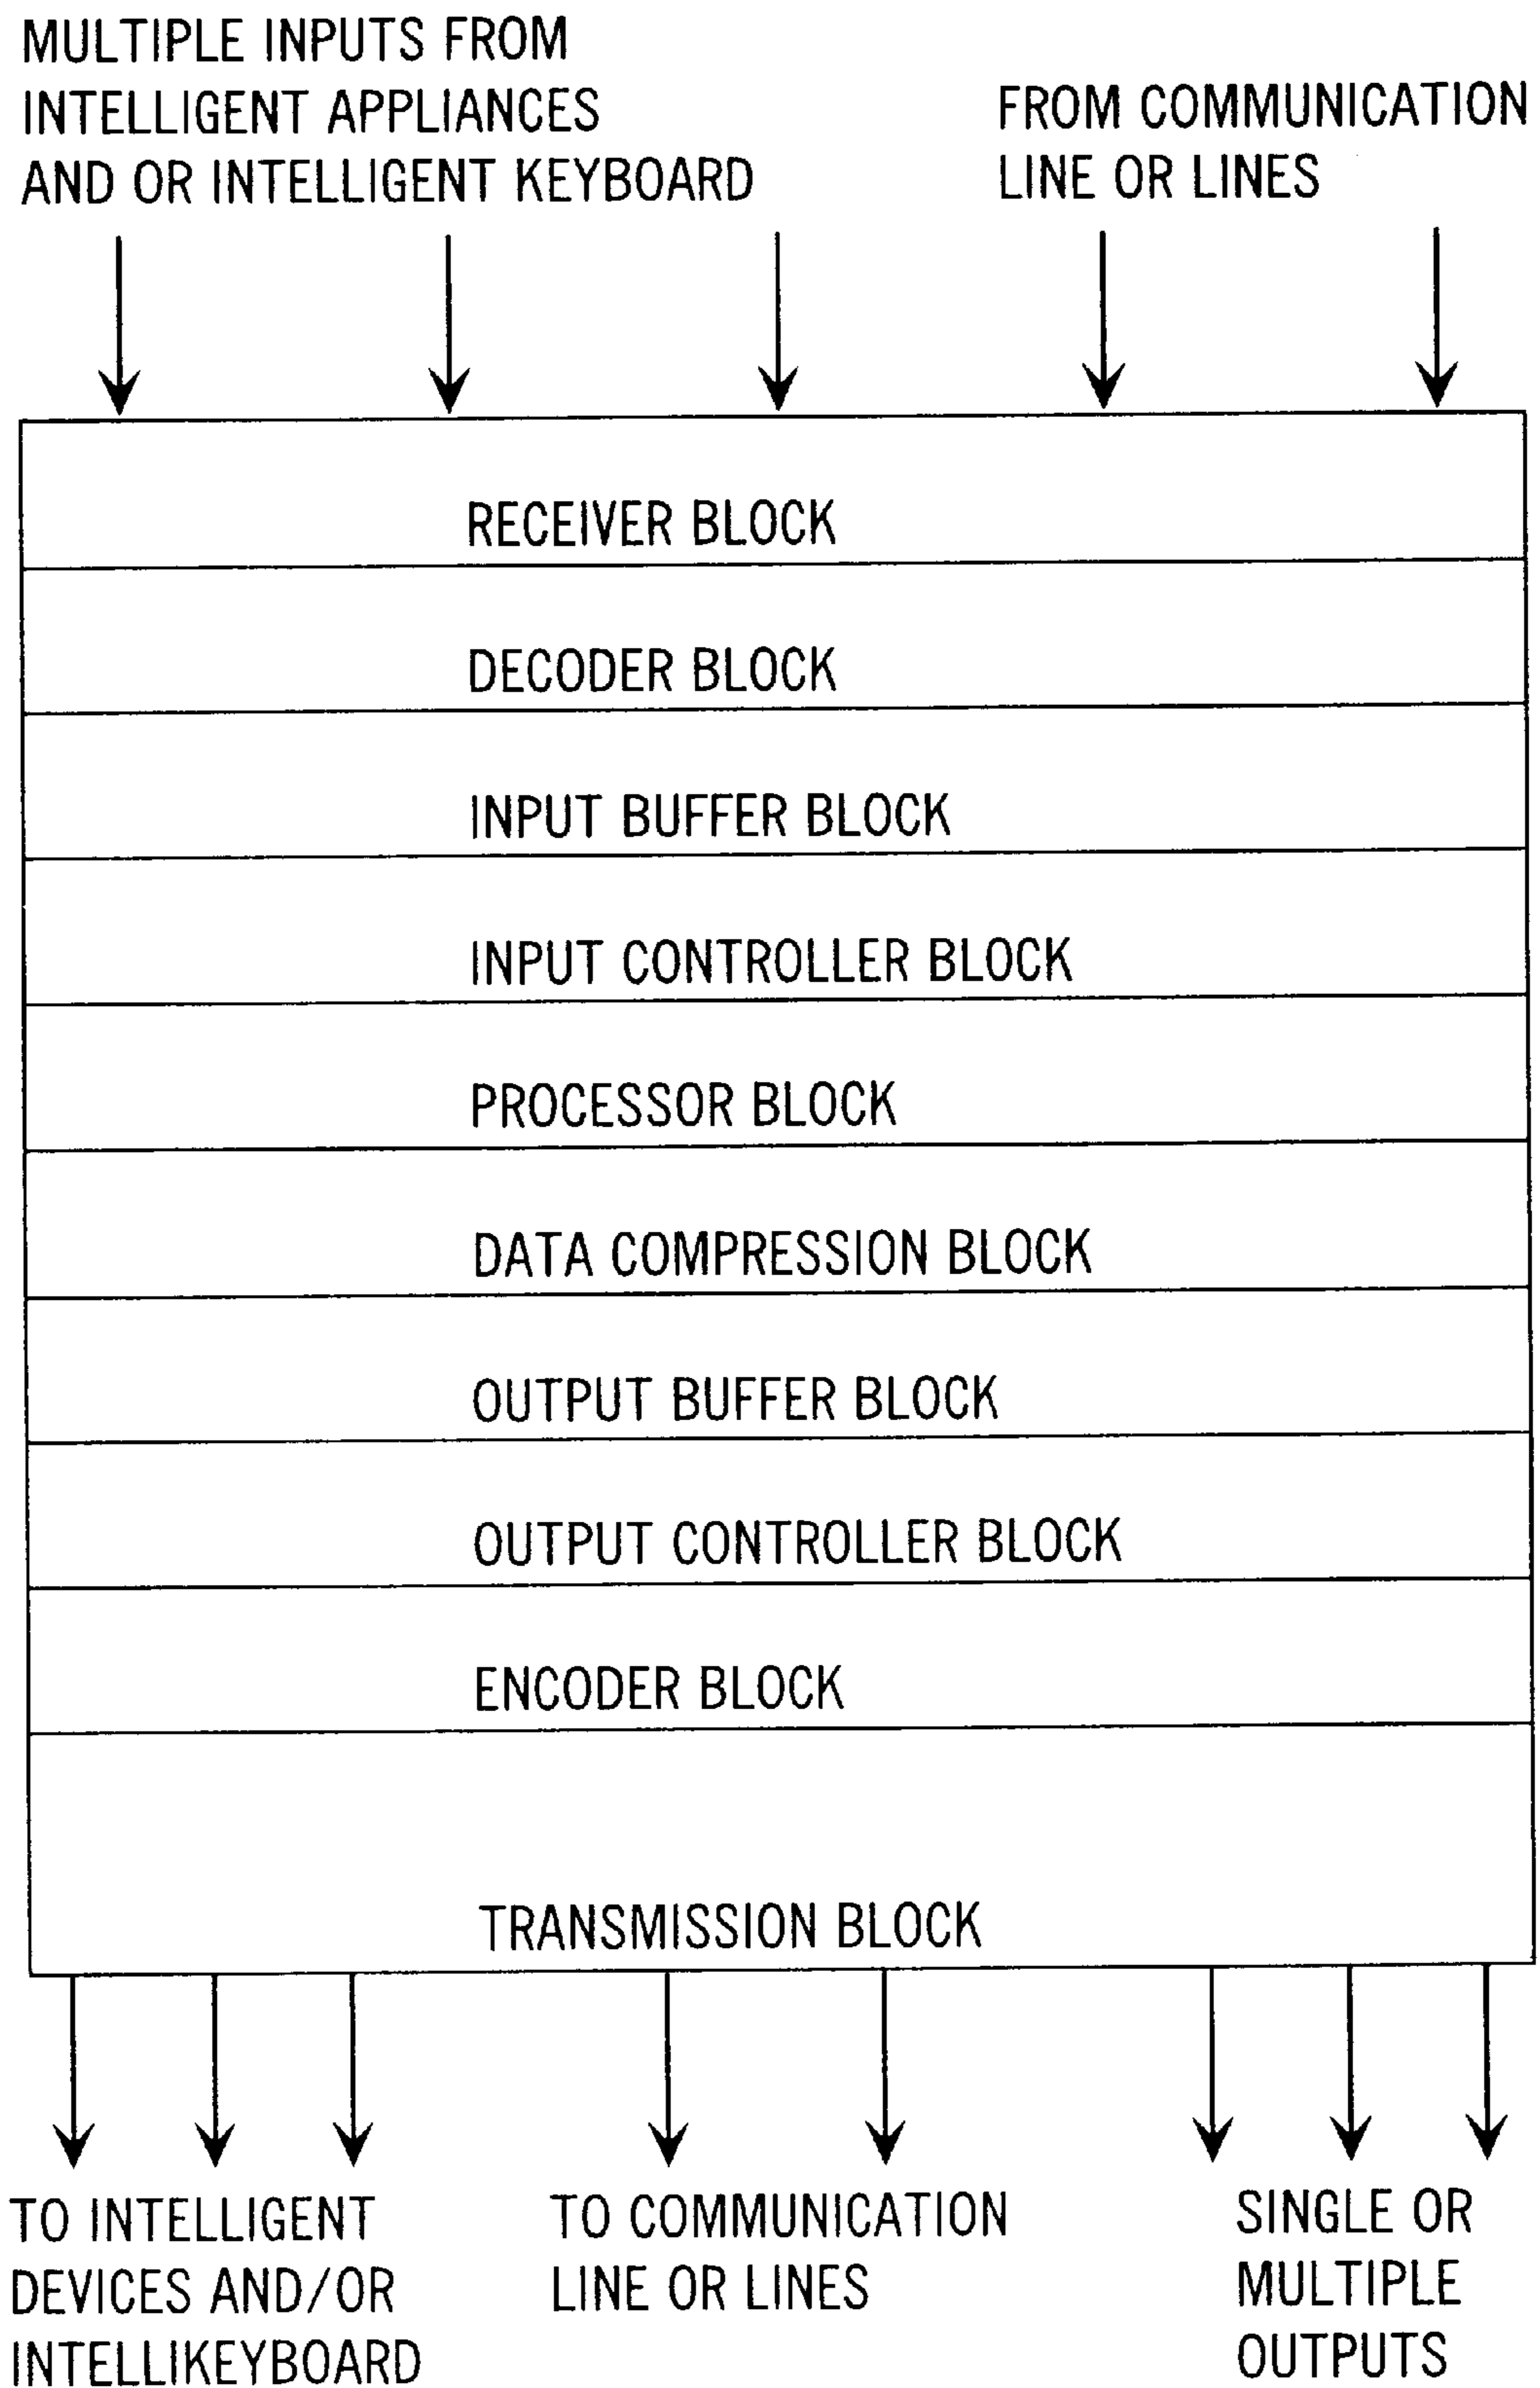 MULTIPLE INPUTS FROM
INTELLIGENT APPLIANCES
AND OR INTELLIGENT KEYBOARD
FROM COMMUNICATION
LINE OR LINES
RECEIVER BLOCK
DECODER BLOCK
INPUT BUFFER BLOCK
INPUT CONTROLLER BLOCK
PROCESSOR BLOCK
DATA COMPRESSION BLOCK
OUTPUT BUFFER BLOCK
OUTPUT CONTROLLER BLOCK
ENCODER BLOCK
TRANSMISSION BLOCK
TO INTELLIGENT
DEVICES AND/OR
INTELLIKEYBOARD
TO COMMUNICATION
LINE OR LINES
SINGLE OR
MULTIPLE
OUTPUTS